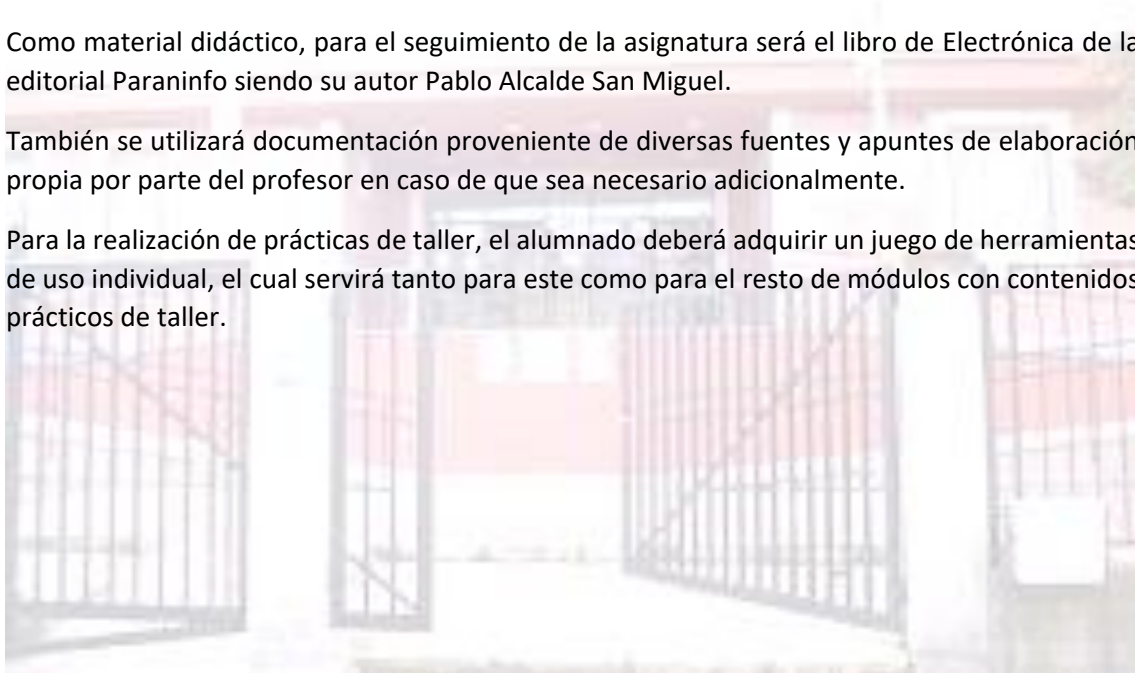 Como material didáctico, para el seguimiento de la asignatura será el libro de Electrónica de la
editorial Paraninfo siendo su autor Pablo Alcalde San Miguel.
También se utilizará documentación proveniente de diversas fuentes y apuntes de elaboración
propia por parte del profesor en caso de que sea necesario adicionalmente.
Para la realización de prácticas de taller, el alumnado deberá adquirir un juego de herramientas
de uso individual, el cual servirá tanto para este como para el resto de módulos con contenidos
prácticos de taller.